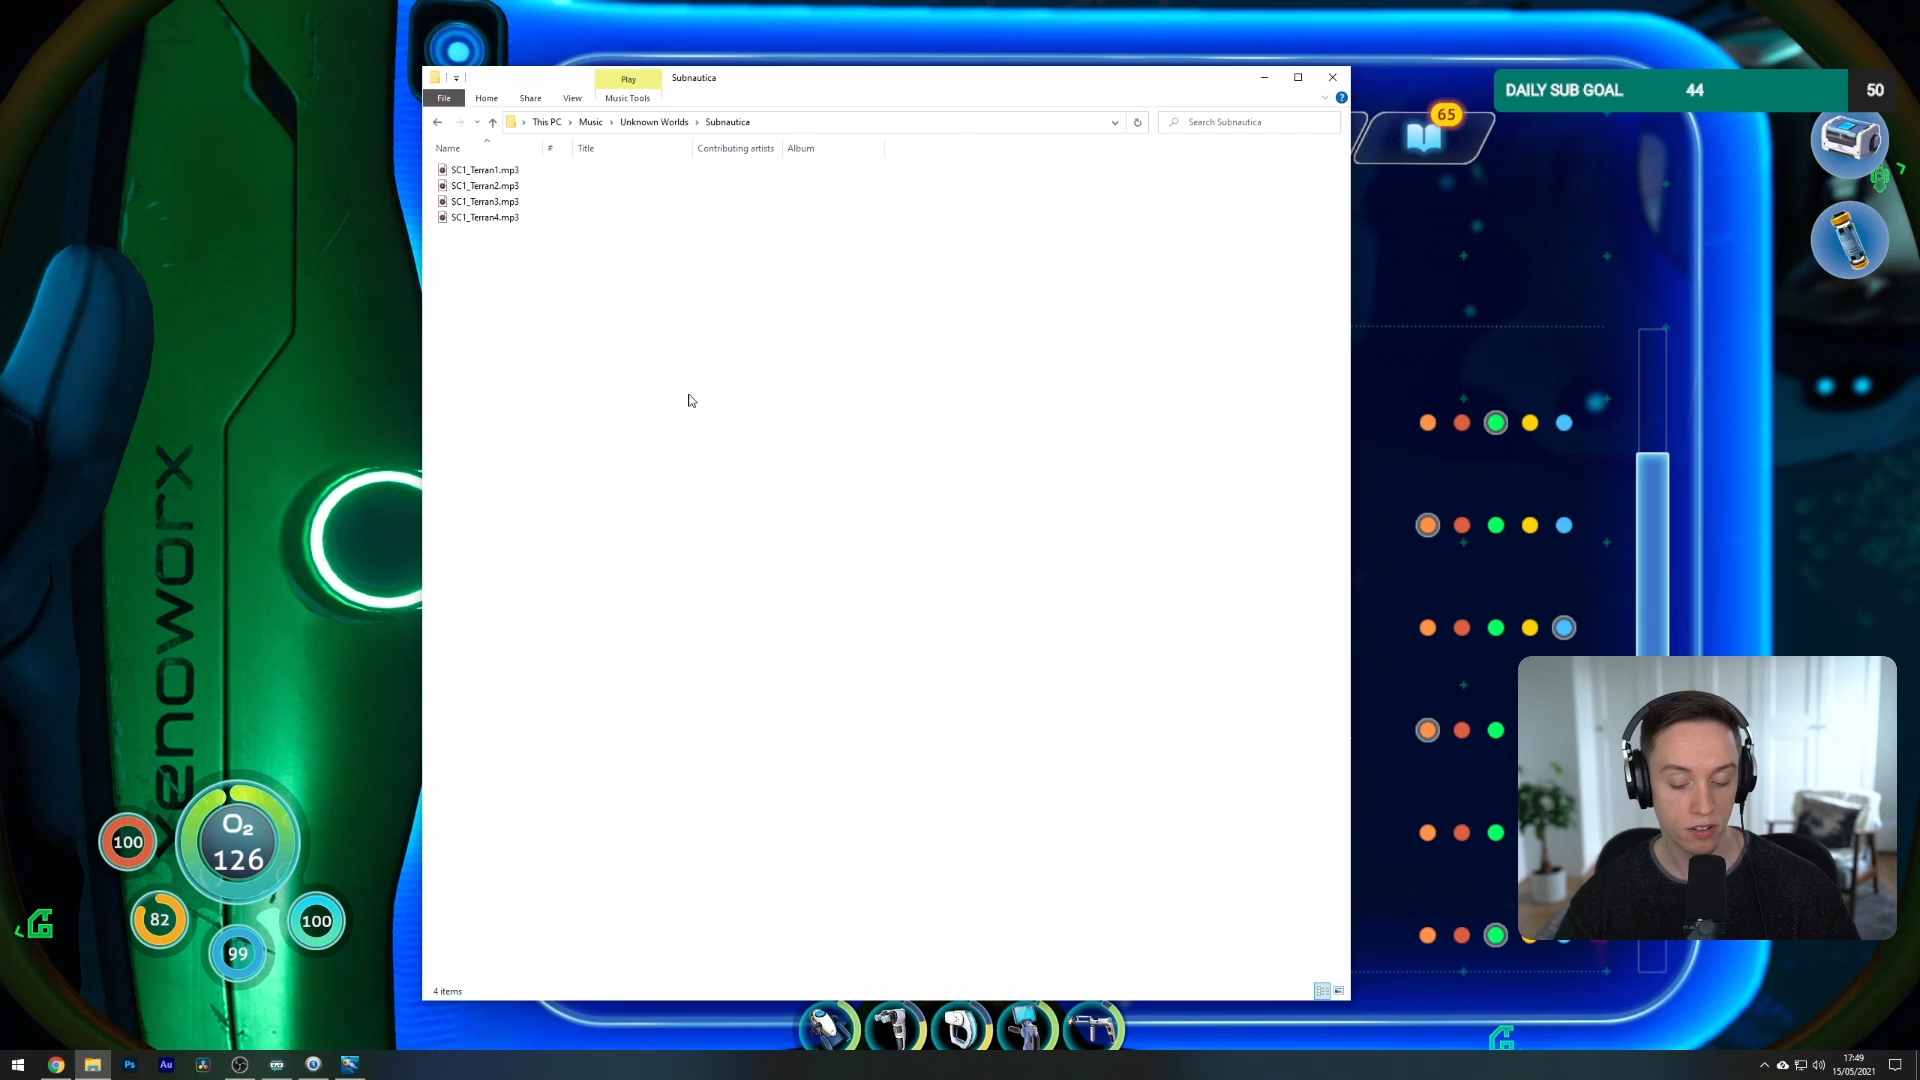 Play
Subnautica
File
Home
Share
View
Music Tools
This PC
Music
Unknown Worlds
Subnautica
Search Subnautica
Name
#
Title
Contributing artists
Album
SC1_Terran1.mp3
SC1_Terran2.mp3
SC1_Terran3.mp3
SC1_Terran4.mp3
4 items
DAILY SUB GOAL 44 50
65
xenoworx
O₂
126
100
82
99
100
Ps
Au
17:49
15/05/2021